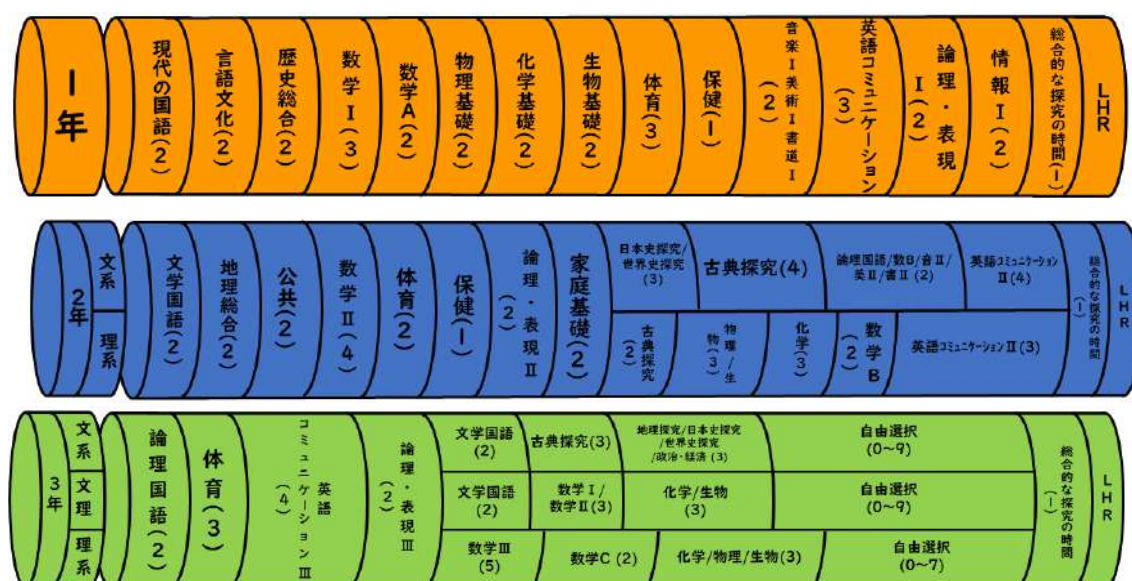 1年
現代の国語(2)
言語文化(2)
歴史総合(2)
数学Ⅰ(3)
数学A(2)
物理基礎(2)
化学基礎(2)
生物基礎(2)
体育(3)
保健(1)
音楽Ⅰ美術Ⅰ書道Ⅰ
(2)
英語コミュニケーション
(3)
論理・表現
Ⅰ(2)
情報Ⅰ(2)
総合的な探究の時間(1)
LHR
2年
文系
理系
文学国語(2)
地理総合(2)
公共(2)
数学Ⅱ(4)
体育(2)
保健(1)
論理・表現Ⅱ
(2)
家庭基礎(2)
日本史探究/
世界史探究
(3)
古典探究(4)
論理国語/数B/音Ⅱ/
美Ⅱ/書Ⅱ(2)
英語コミュニケーション
Ⅱ(4)
古典探究
(2)
物理/生
物(3)
化学(3)
数学B
(2)
英語コミュニケーションⅡ(3)
総合的な探究の時間
(1)
LHR
3年
文系
文理
理系
論理国語(2)
体育(3)
英語
コミュニケーションⅢ
(4)
論理・表現Ⅲ
(2)
文学国語
(2)
古典探究(3)
地理探究/日本史探究
/世界史探究
/政治・経済(3)
自由選択
(0~9)
文学国語
(2)
数学Ⅰ/
数学Ⅱ(3)
化学/生物
(3)
自由選択
(0~9)
数学Ⅲ
(5)
数学C(2)
化学/物理/生物(3)
自由選択
(0~7)
総合的な探究の時間
(1)
LHR